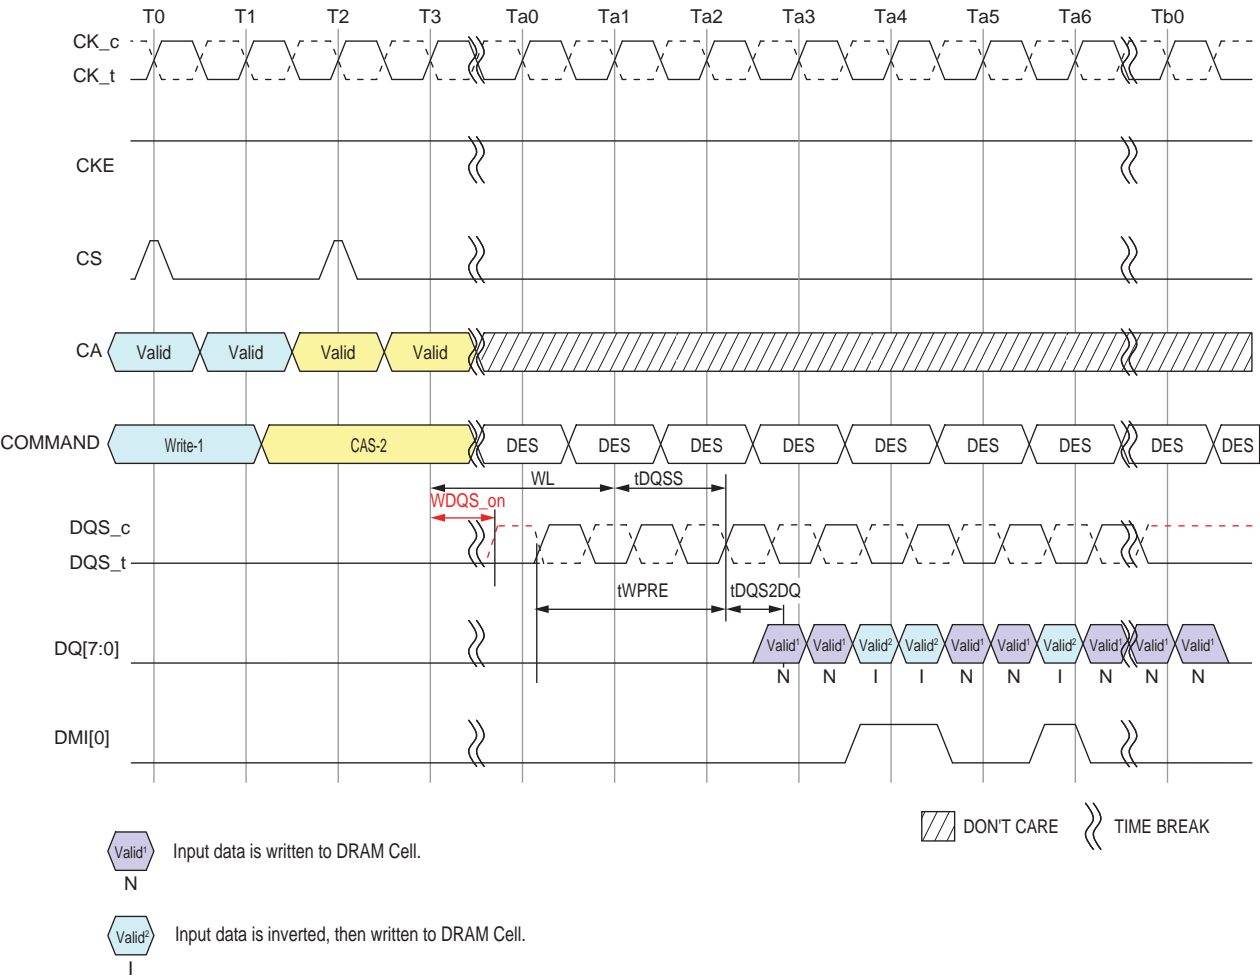 T0 T1 T2 T3 Ta0 Ta1 Ta2 Ta3 Ta4 Ta5 Ta6 Tb0
CK_c
CK_t
CKE
CS
CA Valid Valid Valid Valid
COMMAND Write-1 CAS-2 DES DES DES DES DES DES DES DES DES
WL tDQSS
WDQS_on
DQS_c
DQS_t
tWPRE tDQS2DQ
DQ[7:0] Valid¹ Valid¹ Valid² Valid² Valid¹ Valid¹ Valid² Valid¹ Valid¹ Valid¹
N N I I N N I N N N
DMI[0]
DON'T CARE TIME BREAK
Valid¹ Input data is written to DRAM Cell.
N
Valid² Input data is inverted, then written to DRAM Cell.
I